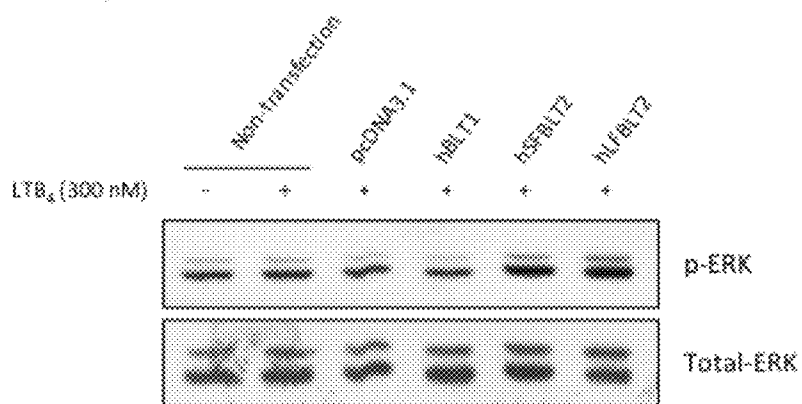 Non-transfection
pcDNA3.1
hBLT1
hSFBLT2
hLFBLT2
LTB₄ (300 nM) - + + + + +
p-ERK
Total-ERK